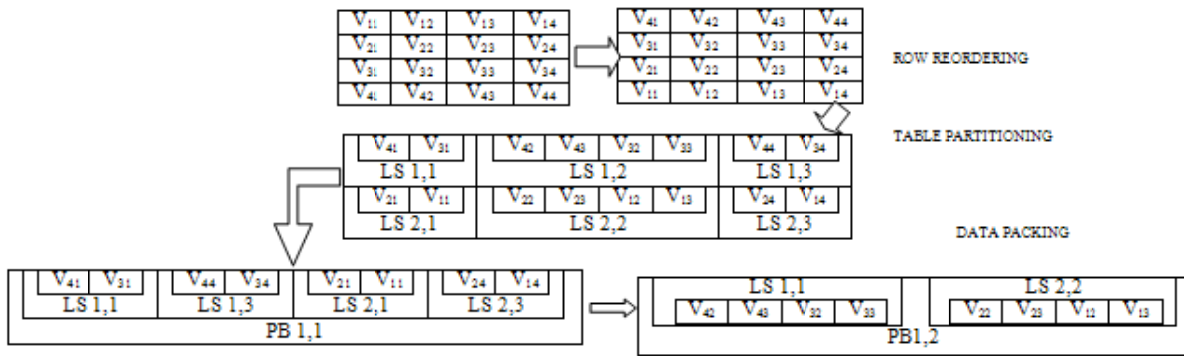 V₁₁ V₁₂ V₁₃ V₁₄
V₂₁ V₂₂ V₂₃ V₂₄
V₃₁ V₃₂ V₃₃ V₃₄
V₄₁ V₄₂ V₄₃ V₄₄
V₄₁ V₄₂ V₄₃ V₄₄
V₃₁ V₃₂ V₃₃ V₃₄
V₂₁ V₂₂ V₂₃ V₂₄
V₁₁ V₁₂ V₁₃ V₁₄
ROW REORDERING
TABLE PARTITIONING
V₄₁ V₃₁ V₄₂ V₄₃ V₃₂ V₃₃ V₄₄ V₃₄
LS 1,1 LS 1,2 LS 1,3
V₂₁ V₁₁ V₂₂ V₂₃ V₁₂ V₁₃ V₂₄ V₁₄
LS 2,1 LS 2,2 LS 2,3
DATA PACKING
V₄₁ V₃₁ V₄₄ V₃₄ V₂₁ V₁₁ V₂₄ V₁₄
LS 1,1 LS 1,3 LS 2,1 LS 2,3
PB 1,1
LS 1,1 LS 2,2
V₄₂ V₄₃ V₃₂ V₃₃ V₂₂ V₂₃ V₁₂ V₁₃
PB1,2